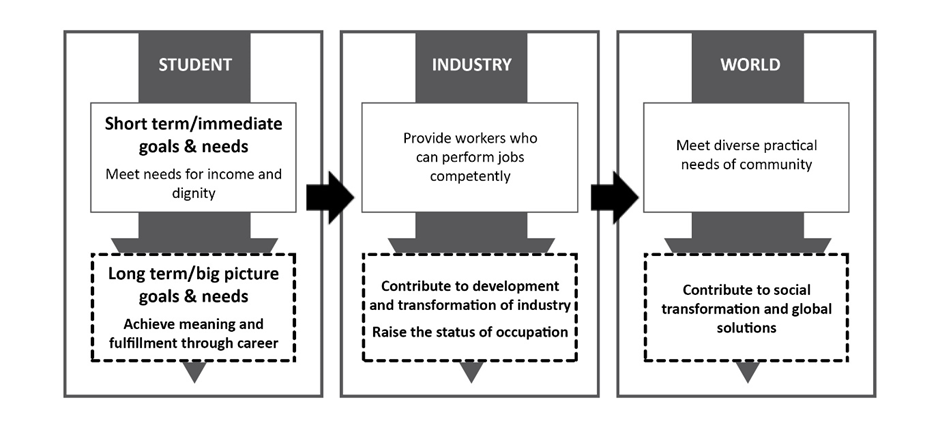 STUDENT
Short term/immediate
goals & needs
Meet needs for income and
dignity
Long term/big picture
goals & needs
Achieve meaning and
fulfillment through career
INDUSTRY
Provide workers who
can perform jobs
competently
Contribute to development
and transformation of industry
Raise the status of occupation
WORLD
Meet diverse practical
needs of community
Contribute to social
transformation and global
solutions